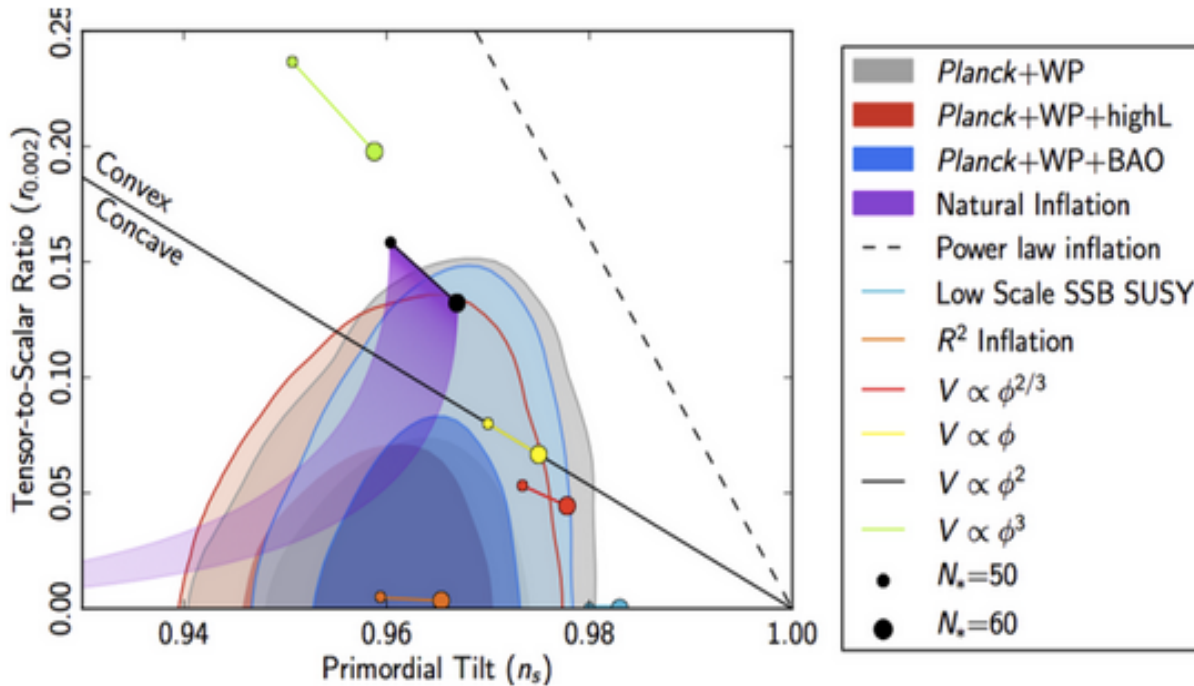 Tensor-to-Scalar Ratio (r0.002)
0.25
0.20
0.15
0.10
0.05
0.00
Convex
Concave
0.94
0.96
0.98
1.00
Primordial Tilt (ns)
Planck+WP
Planck+WP+highL
Planck+WP+BAO
Natural Inflation
Power law inflation
Low Scale SSB SUSY
R² Inflation
V ∝ ϕ^{2/3}
V ∝ ϕ
V ∝ ϕ²
V ∝ ϕ³
N*=50
N*=60